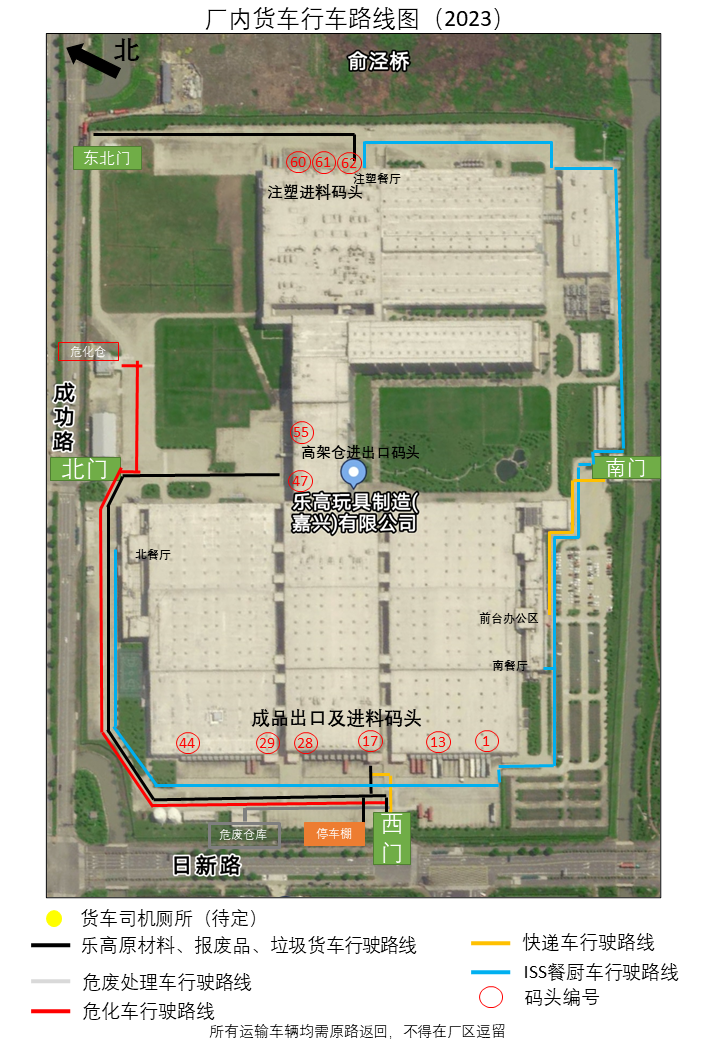 厂内货车行车路线图（2023）
北
俞泾桥
东北门
60 61 62
注塑餐厅
注塑进料码头
危化仓
成功路
55
高架仓进出口码头
北门
南门
47
乐高玩具制造(
嘉兴)有限公司
北餐厅
前台办公区
南餐厅
成品出口及进料码头
44 29 28 17 13 1
危废仓库
停车棚
西门
日新路
货车司机厕所（待定）
乐高原材料、报废品、垃圾货车行驶路线
快递车行驶路线
危废处理车行驶路线
ISS餐厨车行驶路线
危化车行驶路线
码头编号
所有运输车辆均需原路返回，不得在厂区逗留